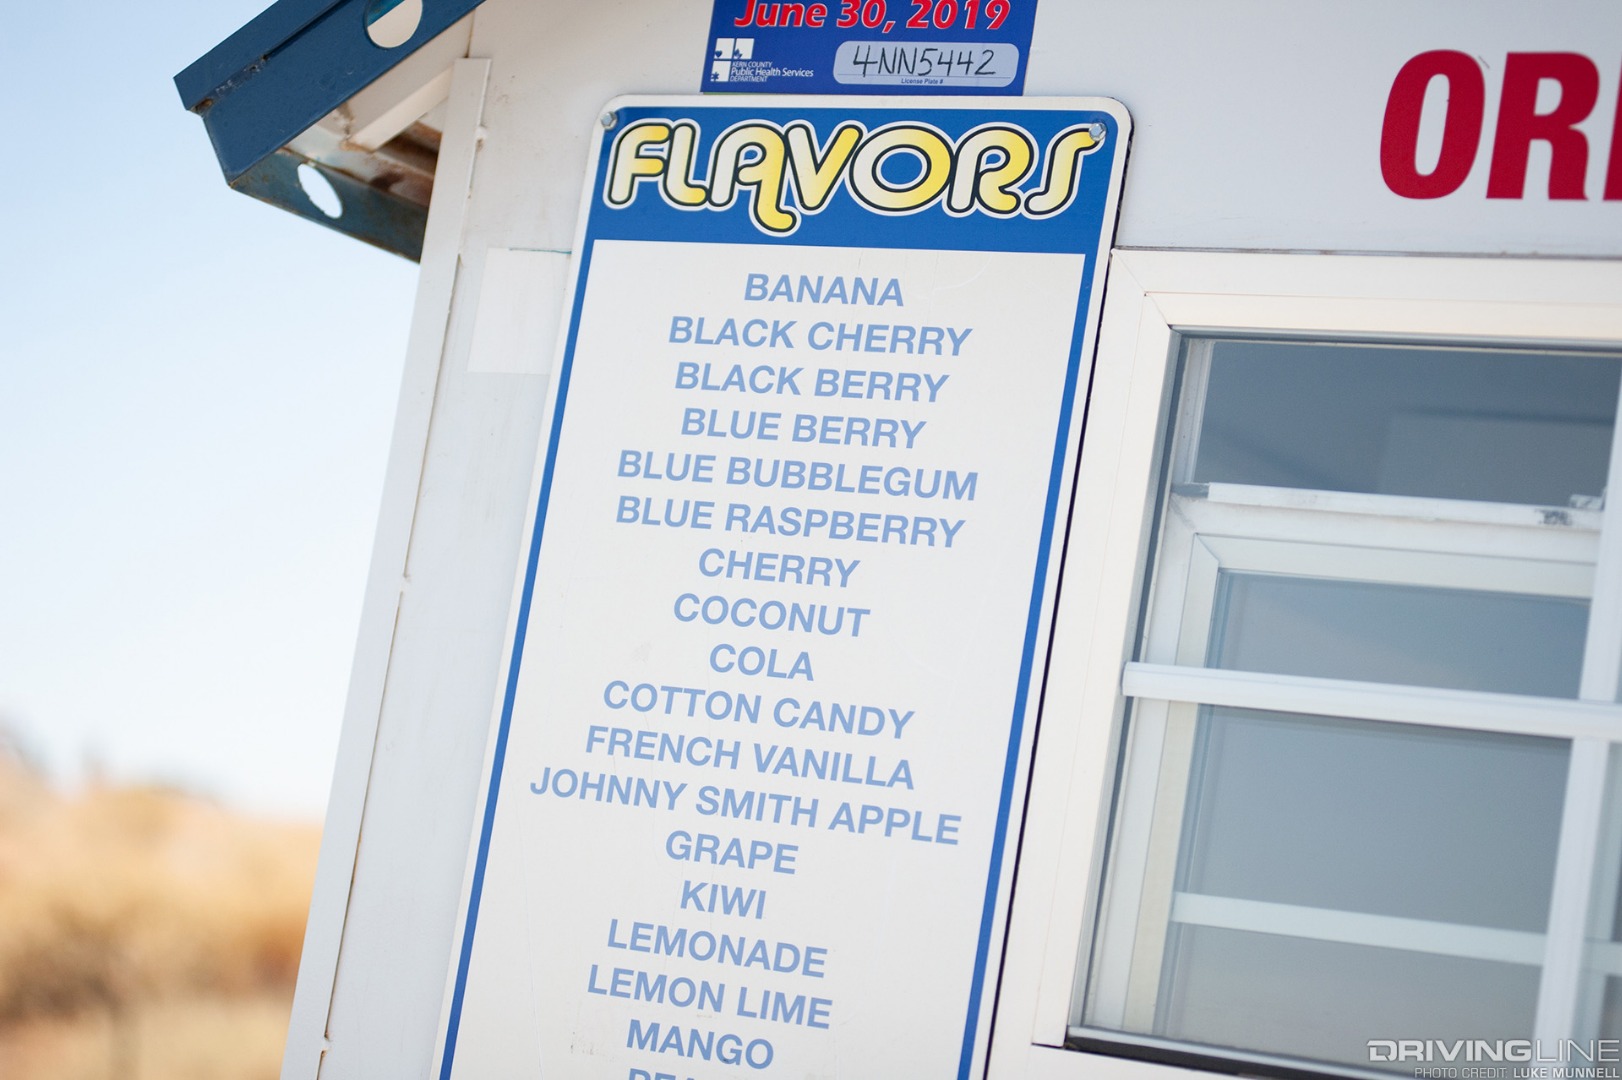 June 30, 2019
KERN COUNTY
Public Health Services
DEPARTMENT
4NN5442
License Plate #
FLAVORS
BANANA
BLACK CHERRY
BLACK BERRY
BLUE BERRY
BLUE BUBBLEGUM
BLUE RASPBERRY
CHERRY
COCONUT
COLA
COTTON CANDY
FRENCH VANILLA
JOHNNY SMITH APPLE
GRAPE
KIWI
LEMONADE
LEMON LIME
MANGO
DRIVINGLINE
PHOTO CREDIT: LUKE MUNNELL